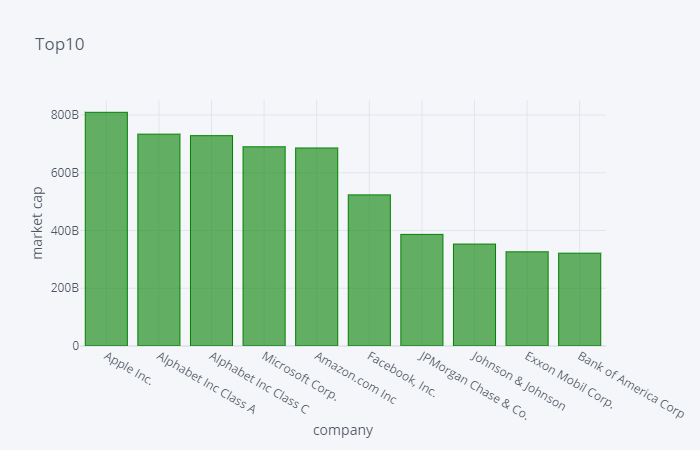 Top10
market cap
800B
600B
400B
200B
0
Apple Inc.
Alphabet Inc Class A
Alphabet Inc Class C
Microsoft Corp.
Amazon.com Inc
Facebook, Inc.
JPMorgan Chase & Co.
Johnson & Johnson
Exxon Mobil Corp.
Bank of America Corp
company